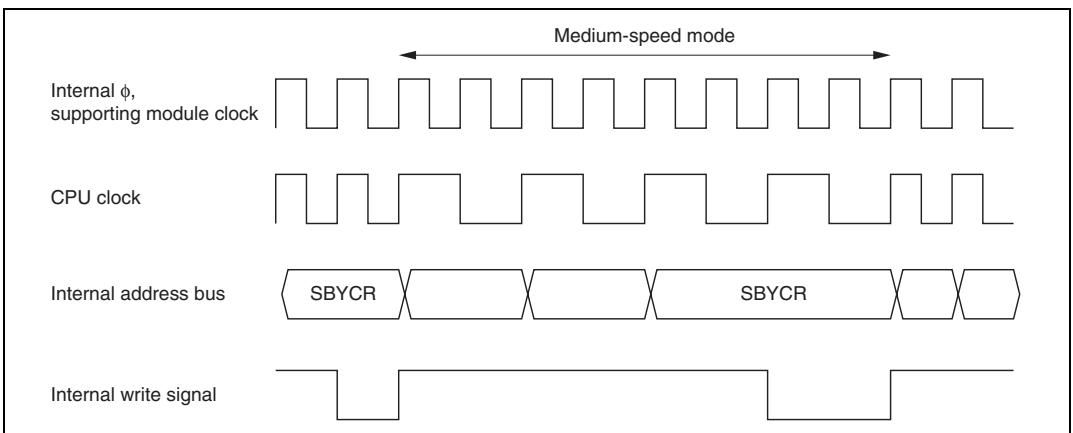 Medium-speed mode
Internal ϕ,
supporting module clock
CPU clock
Internal address bus
SBYCR
SBYCR
Internal write signal